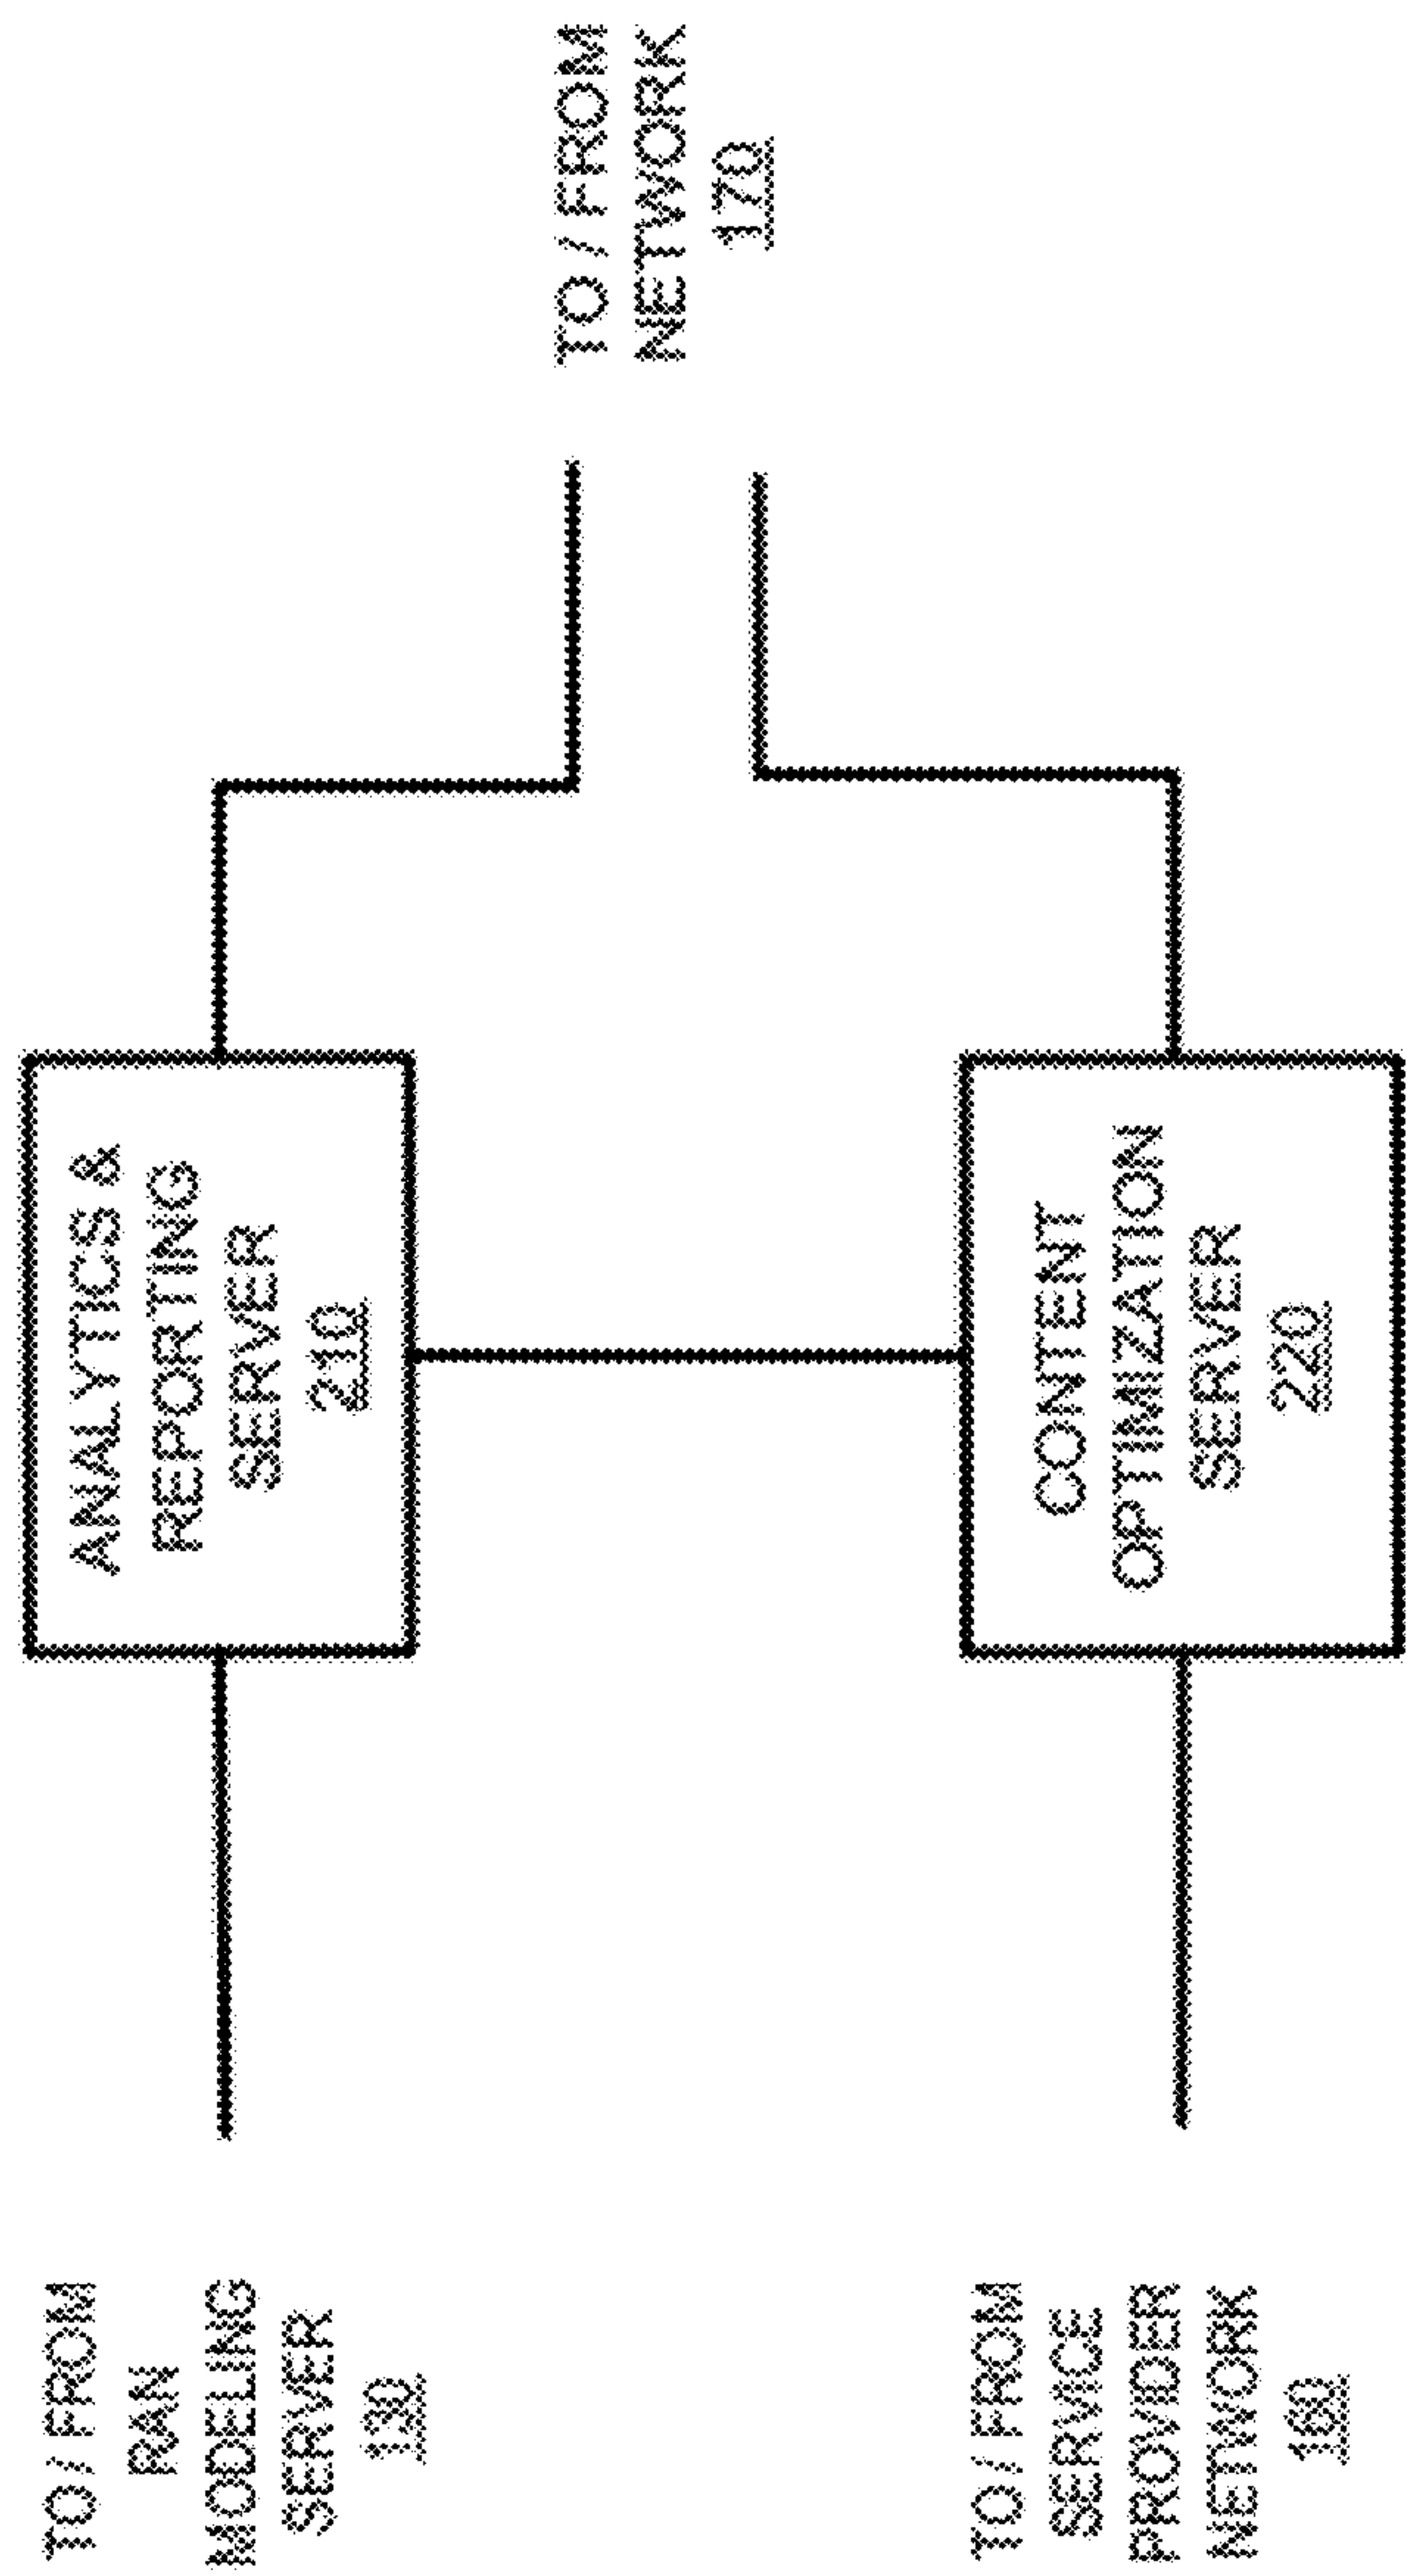 TO / FROM
RAN
MODELING
SERVER
130
ANALYTICS &
REPORTING
SERVER
210
TO / FROM
NETWORK
170
TO / FROM
SERVICE
PROVIDER
NETWORK
160
CONTENT
OPTIMIZATION
SERVER
220